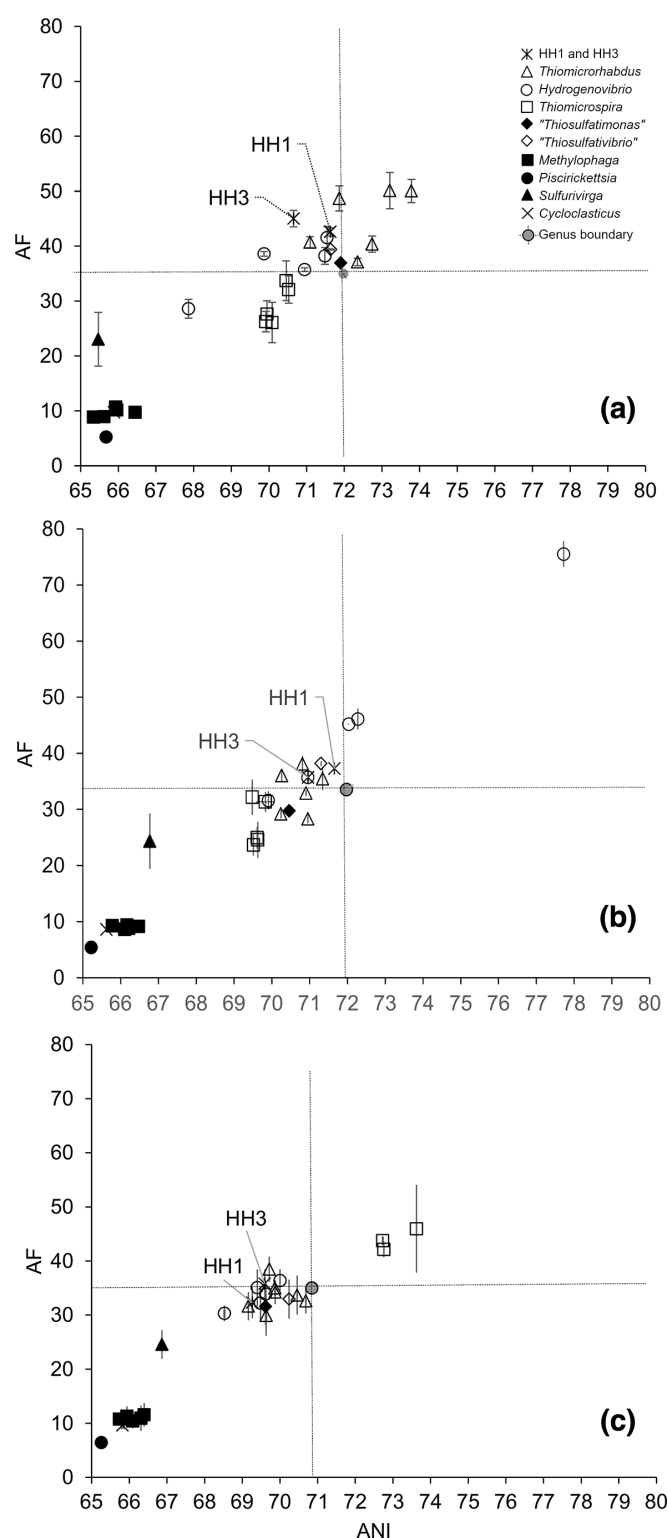 80
70
60
50
40
30
20
10
0
AF
65 66 67 68 69 70 71 72 73 74 75 76 77 78 79 80
HH1
HH3
HH1 and HH3
Thiomicrorhabdus
Hydrogenovibrio
Thiomicrospira
"Thiosulfatimonas"
"Thiosulfativibrio"
Methylophaga
Piscirickettsia
Sulfurivirga
Cycloclasticus
Genus boundary
(a)
80
70
60
50
40
30
20
10
0
AF
65 66 67 68 69 70 71 72 73 74 75 76 77 78 79 80
HH1
HH3
(b)
80
70
60
50
40
30
20
10
0
AF
65 66 67 68 69 70 71 72 73 74 75 76 77 78 79 80
HH3
HH1
(c)
ANI